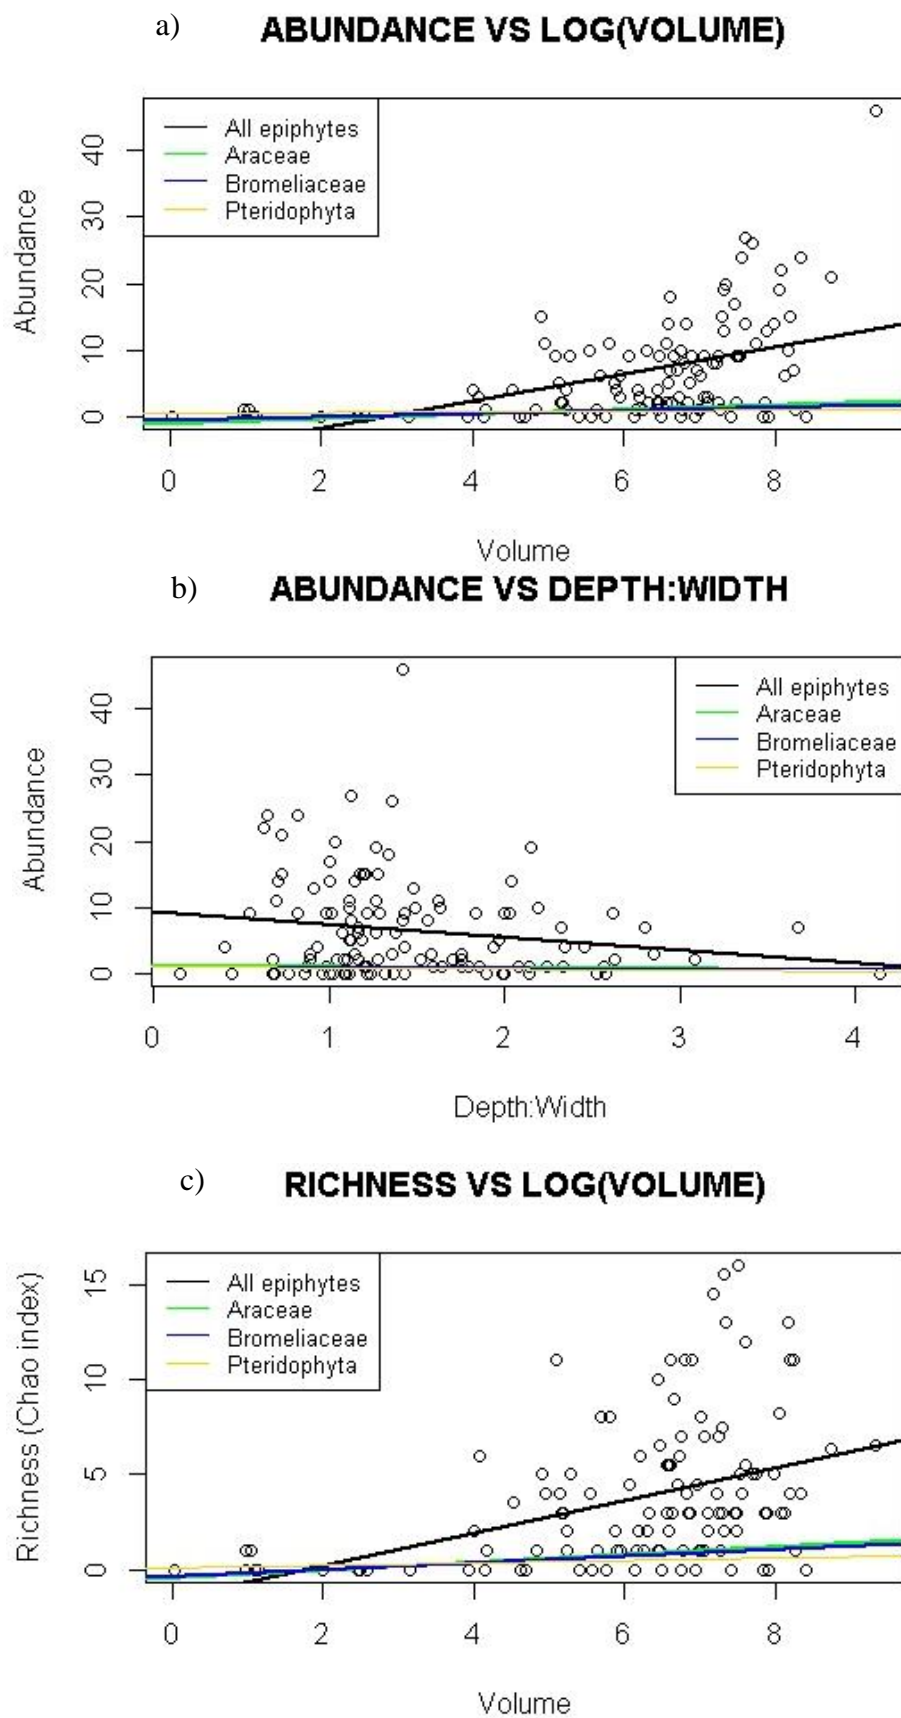 a) ABUNDANCE VS LOG(VOLUME)
All epiphytes
Araceae
Bromeliaceae
Pteridophyta
Abundance
40
30
20
10
0
0 2 4 6 8
Volume
b) ABUNDANCE VS DEPTH:WIDTH
All epiphytes
Araceae
Bromeliaceae
Pteridophyta
Abundance
40
30
20
10
0
0 1 2 3 4
Depth:Width
c) RICHNESS VS LOG(VOLUME)
All epiphytes
Araceae
Bromeliaceae
Pteridophyta
Richness (Chao index)
15
10
5
0
0 2 4 6 8
Volume